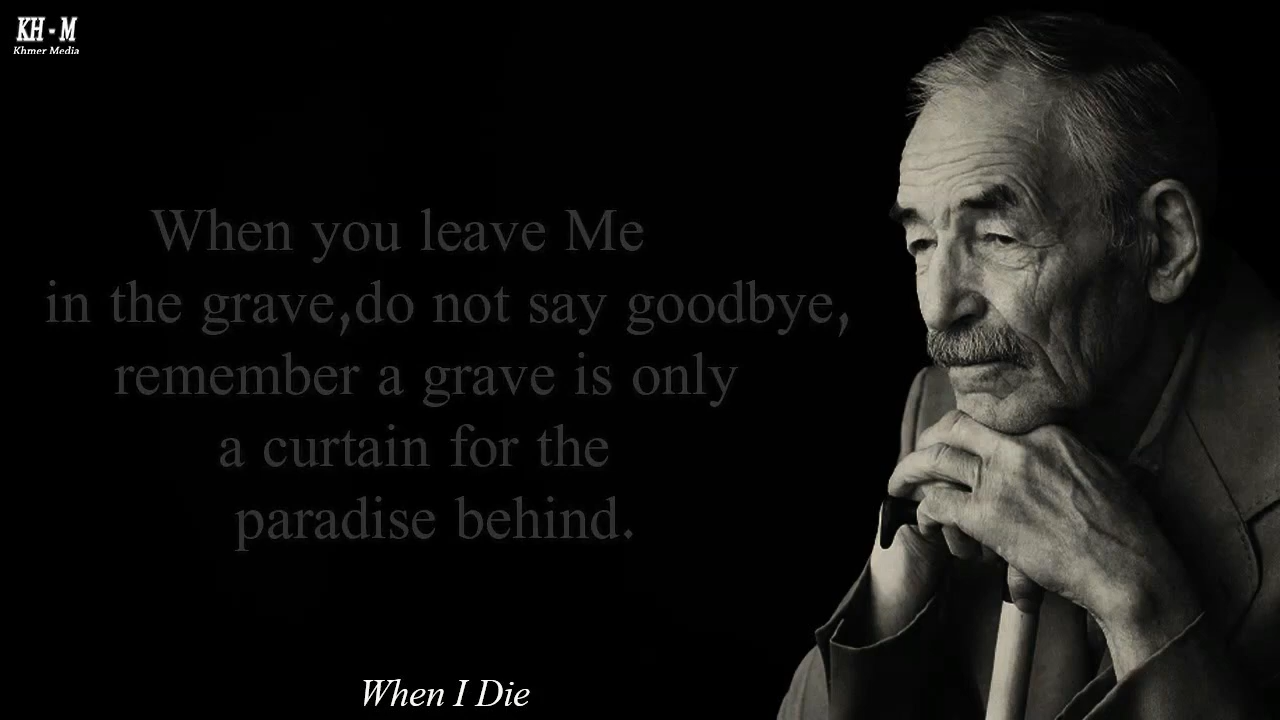 KH - M
Khmer Media
When you leave Me
in the grave,do not say goodbye,
remember a grave is only
a curtain for the
paradise behind.
When I Die